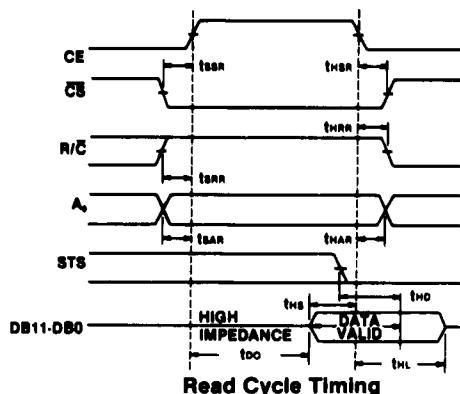 CE
tSSR
tHSR
CS
tHRR
R/C
tSRR
A₀
tSAR
tHAR
STS
tHS
tHD
DB11-DB0
HIGH
IMPEDANCE
DATA
VALID
tDO
tHL
Read Cycle Timing